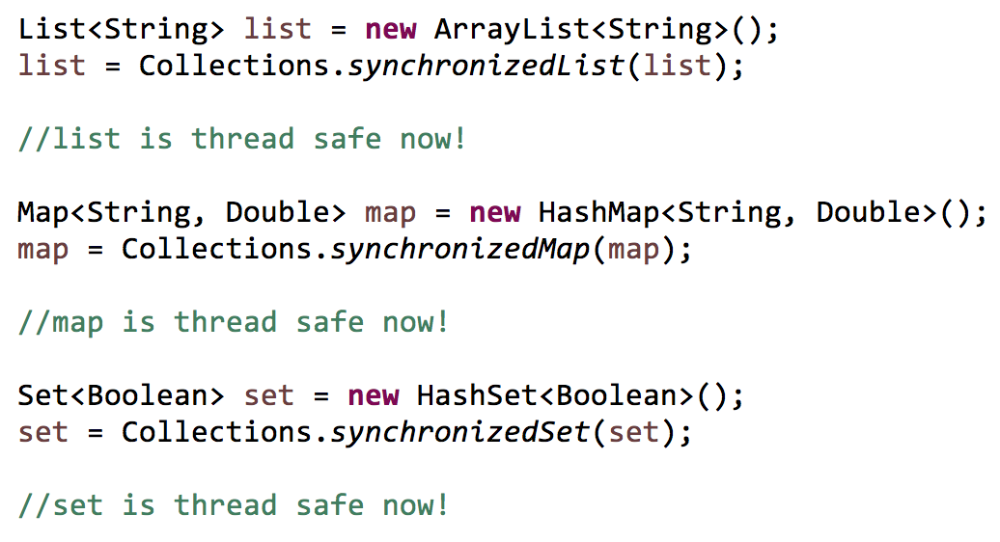 List<String> list = new ArrayList<String>();
list = Collections.synchronizedList(list);
//list is thread safe now!
Map<String, Double> map = new HashMap<String, Double>();
map = Collections.synchronizedMap(map);
//map is thread safe now!
Set<Boolean> set = new HashSet<Boolean>();
set = Collections.synchronizedSet(set);
//set is thread safe now!